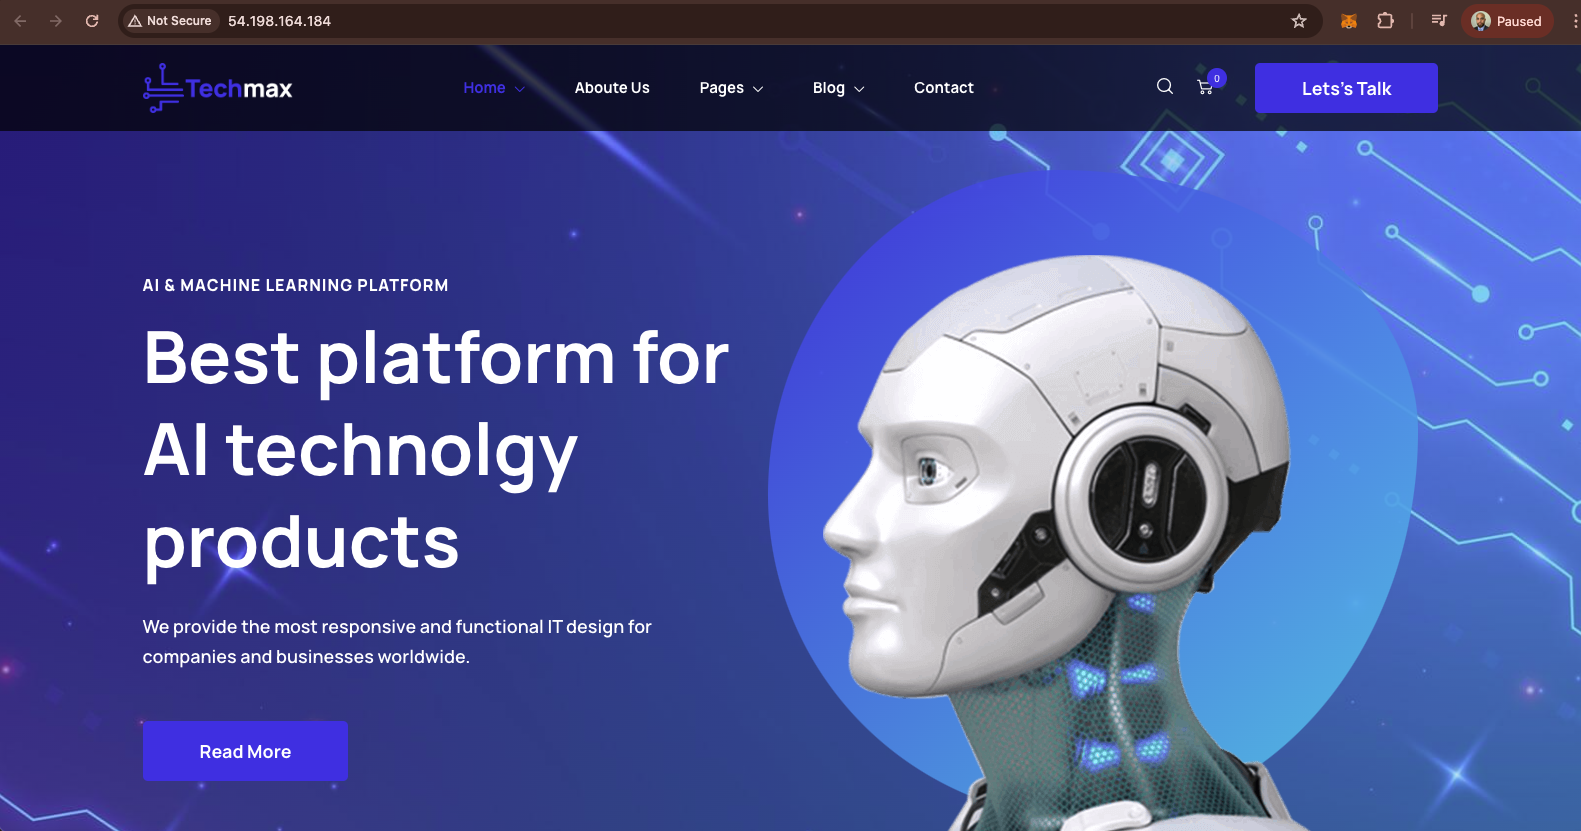 Not Secure 54.198.164.184 Paused
Techmax Home Aboute Us Pages Blog Contact 0 Lets's Talk
AI & MACHINE LEARNING PLATFORM
Best platform for
AI technolgy
products
We provide the most responsive and functional IT design for
companies and businesses worldwide.
Read More